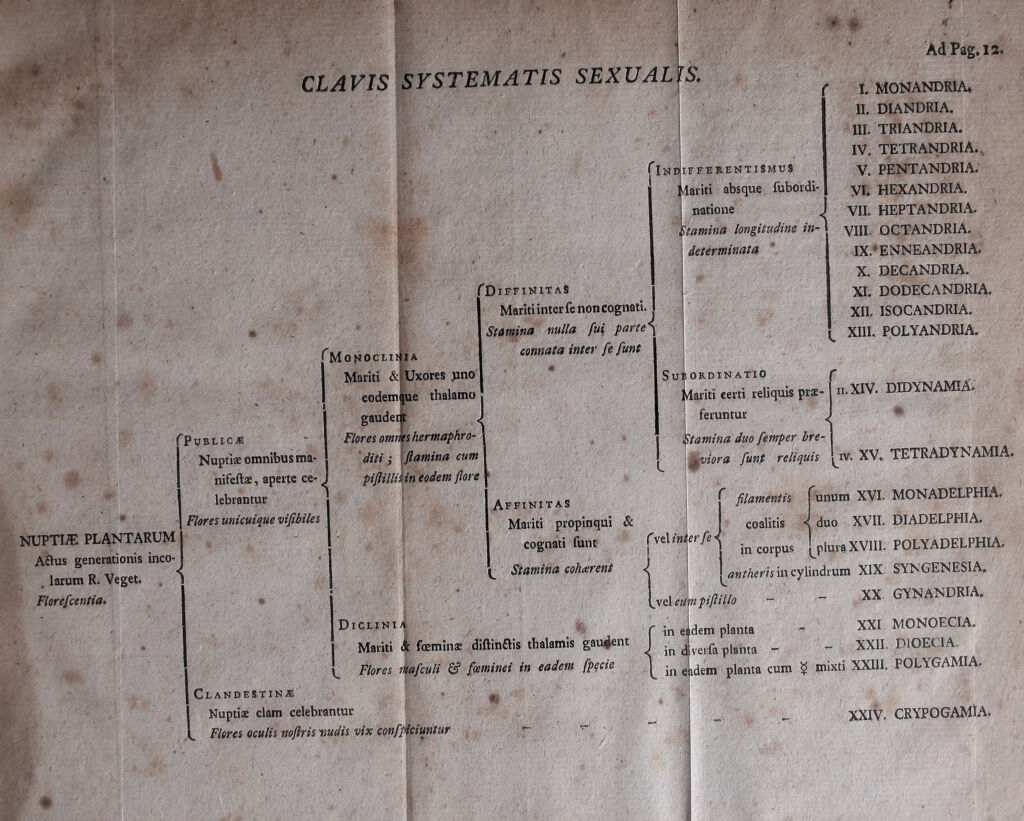 Ad Pag. 12.
CLAVIS SYSTEMATIS SEXUALIS.
NUPTIÆ PLANTARUM
Actus generationis inco-
larum R. Veget.
Floreſcentia.
PUBLICÆ
Nuptiæ omnibus ma-
nifeſtæ, aperte ce-
lebrantur
Flores unicuique viſibiles
MONOCLINIA
Mariti & Uxores uno
eodemque thalamo
gaudent
Flores omnes hermaphro-
diti; ſtamina cum
piſtillis in eodem flore
DIFFINITAS
Mariti inter ſe non cognati.
Stamina nulla ſui parte
connata inter ſe ſunt
INDIFFERENTISMUS
Mariti absque ſubordi-
natione
Stamina longitudine in-
determinata
I. MONANDRIA.
II. DIANDRIA.
III. TRIANDRIA.
IV. TETRANDRIA.
V. PENTANDRIA.
VI. HEXANDRIA.
VII. HEPTANDRIA.
VIII. OCTANDRIA.
IX. ENNEANDRIA.
X. DECANDRIA.
XI. DODECANDRIA.
XII. ISOCANDRIA.
XIII. POLYANDRIA.
SUBORDINATIO
Mariti certi reliquis præ-
feruntur
Stamina duo ſemper bre-
viora ſunt reliquis
II. XIV. DIDYNAMIA.
IV. XV. TETRADYNAMIA.
AFFINITAS
Mariti propinqui &
cognati ſunt
Stamina cohærent
vel inter ſe
filamentis
coalitis
in corpus
unum XVI. MONADELPHIA.
duo XVII. DIADELPHIA.
plura XVIII. POLYADELPHIA.
antheris in cylindrum XIX SYNGENESIA.
vel cum piſtillo - - XX GYNANDRIA.
DICLINIA
Mariti & fœminæ diſtinctis thalamis gaudent
Flores maſculi & fœminei in eadem ſpecie
in eadem planta - XXI MONOECIA.
in diverſa planta - - XXII. DIOECIA.
in eadem planta cum ☿ mixti XXIII. POLYGAMIA.
CLANDESTINÆ
Nuptiæ clam celebrantur
Flores oculis noſtris nudis vix conſpiciuntur - - - - - XXIV. CRYPOGAMIA.